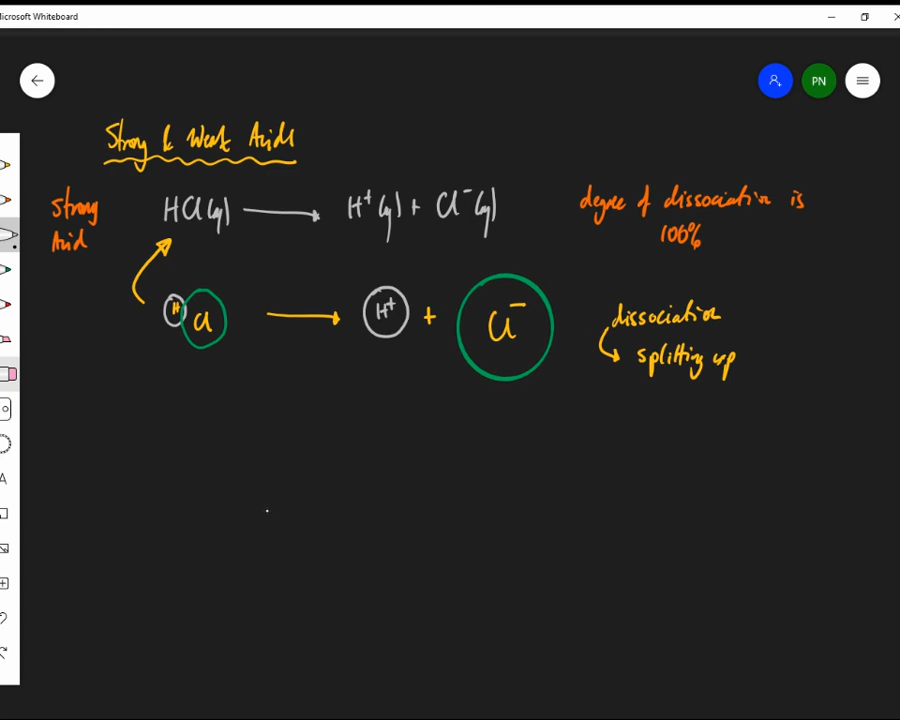 Microsoft Whiteboard
PN
Strong & Weak Acids
Strong Acid
HCl(g) → H⁺(g) + Cl⁻(g)
degree of dissociation is
100%
H Cl → H⁺ + Cl⁻
dissociation
splitting up
A